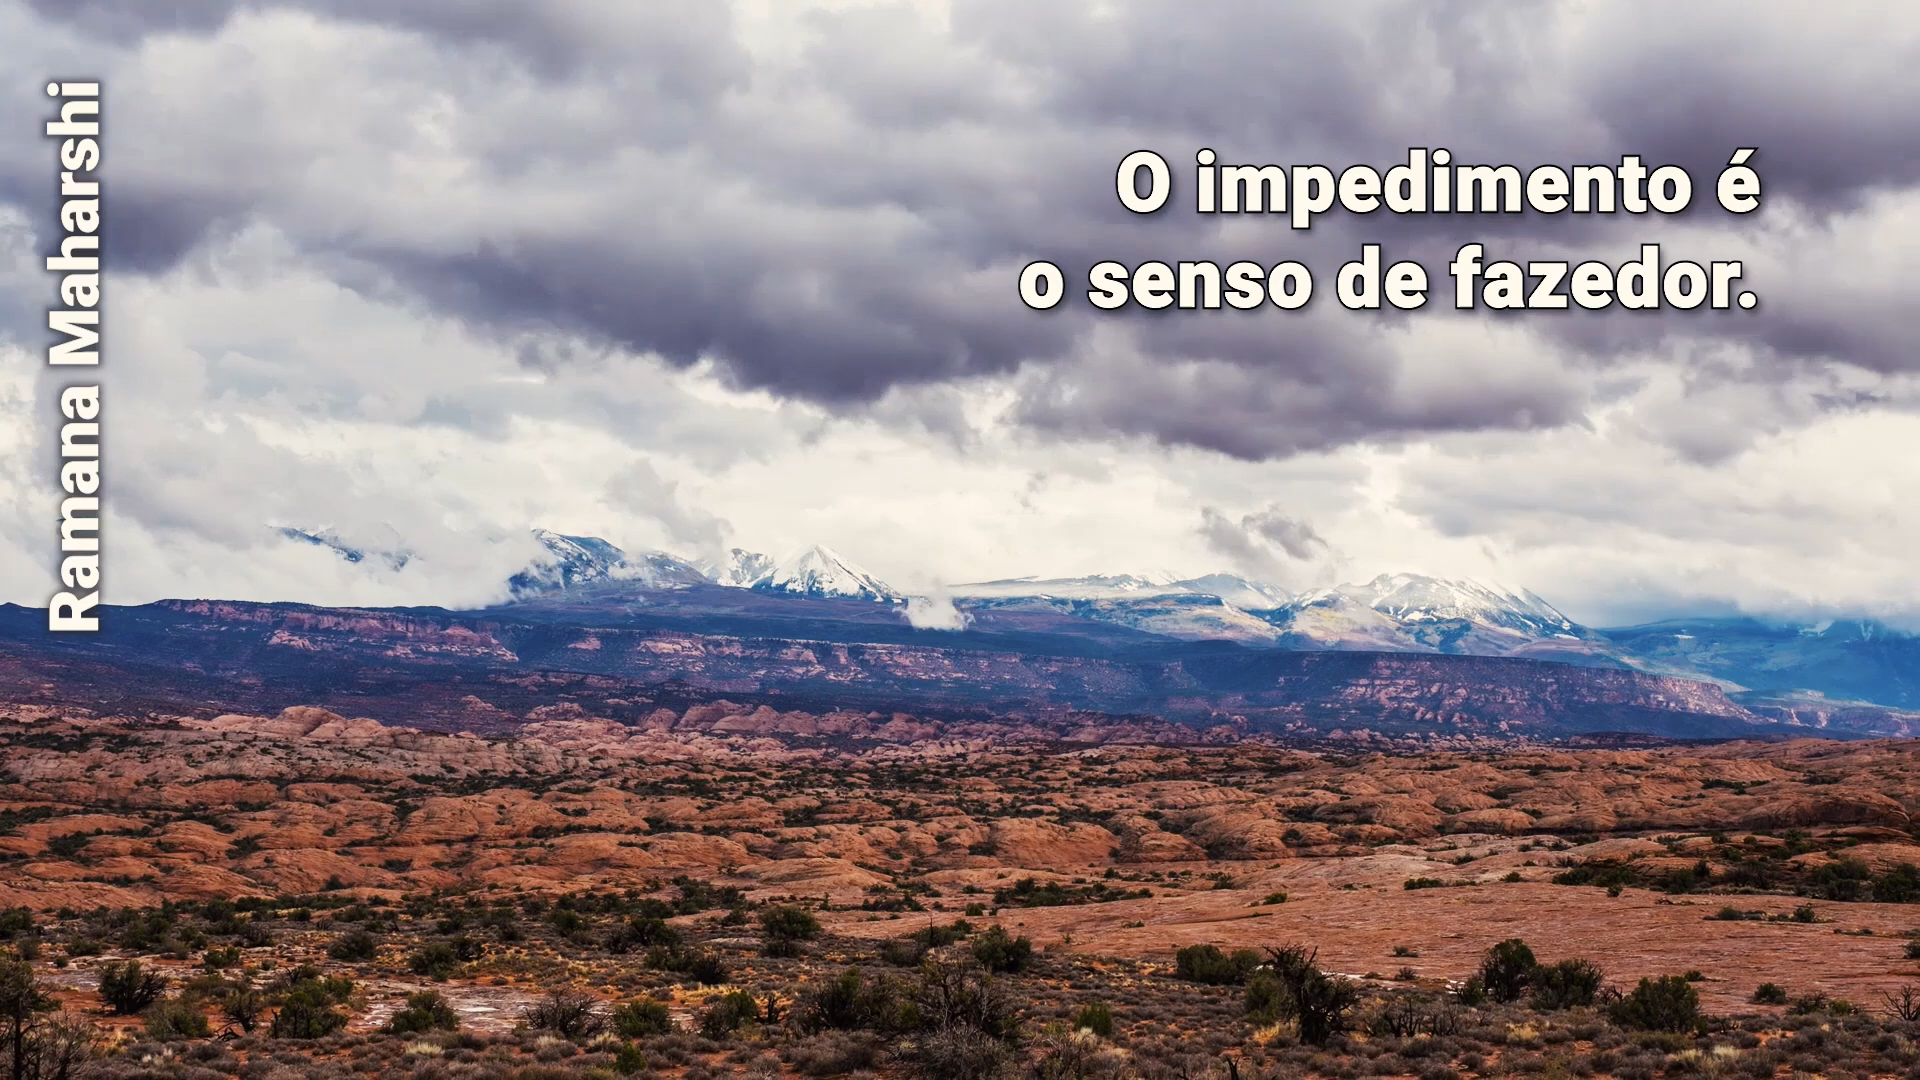 O impedimento é
o senso de fazedor.
Ramana Maharshi